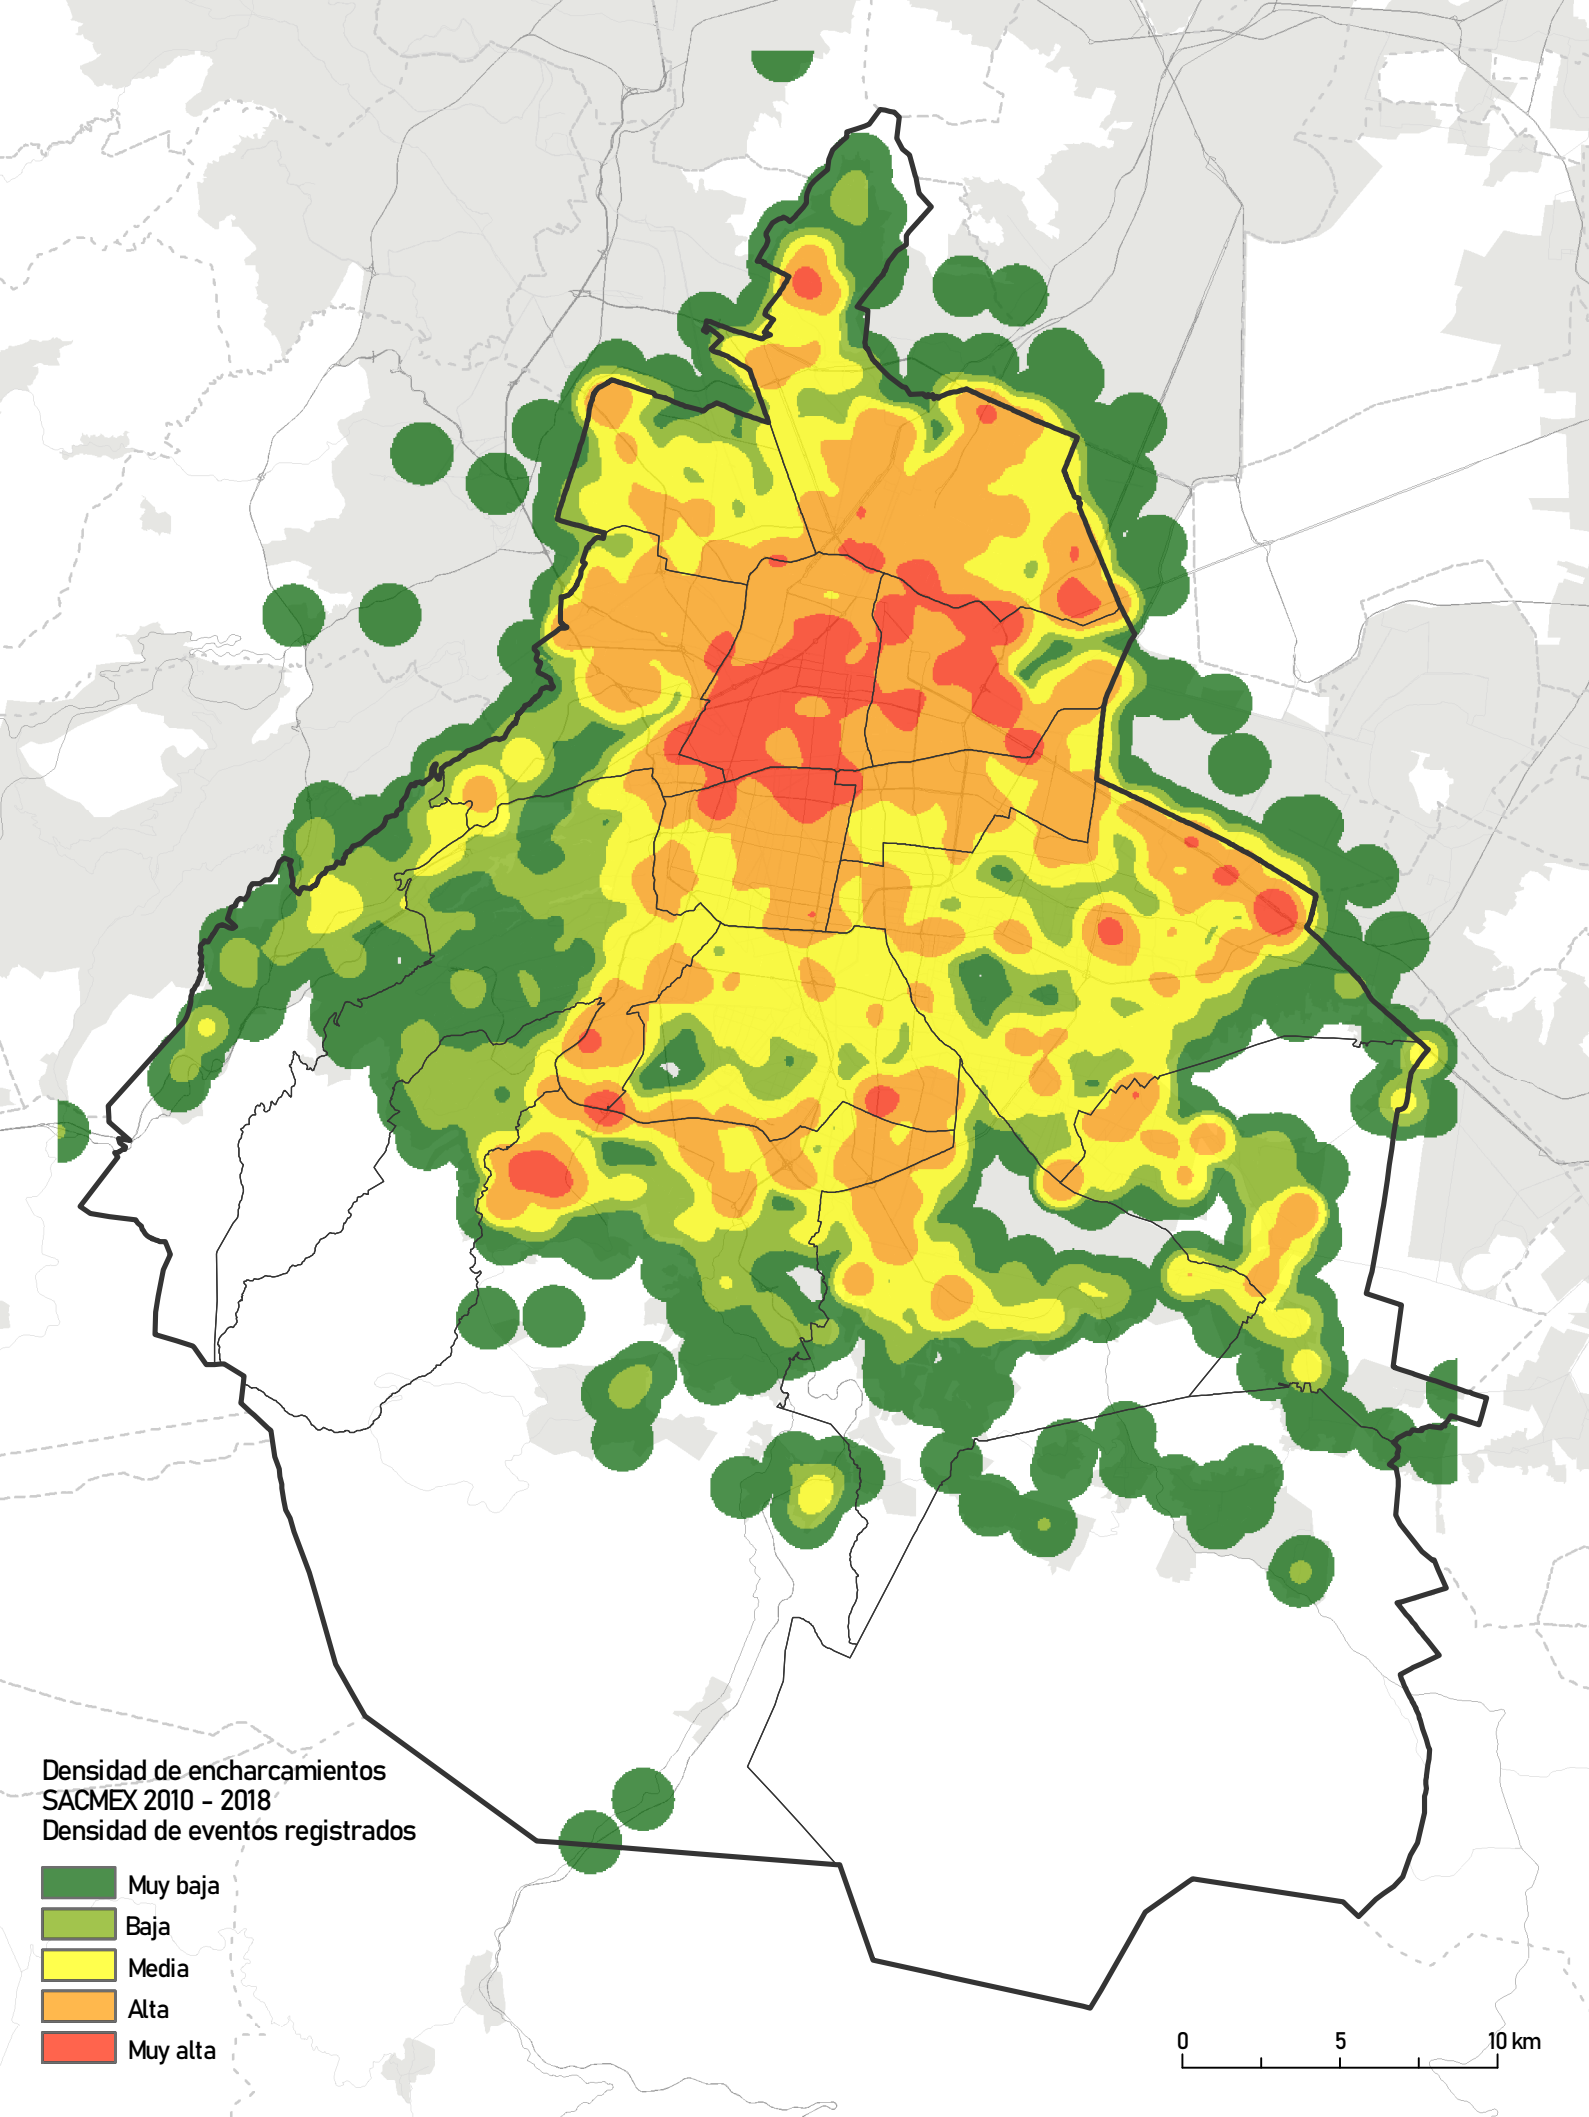 Densidad de encharcamientos
SACMEX 2010 - 2018
Densidad de eventos registrados
Muy baja
Baja
Media
Alta
Muy alta
0 5 10 km